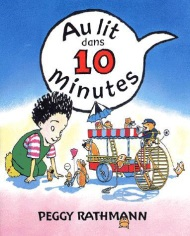 Au lit
dans
10
minutes
PEGGY RATHMANN